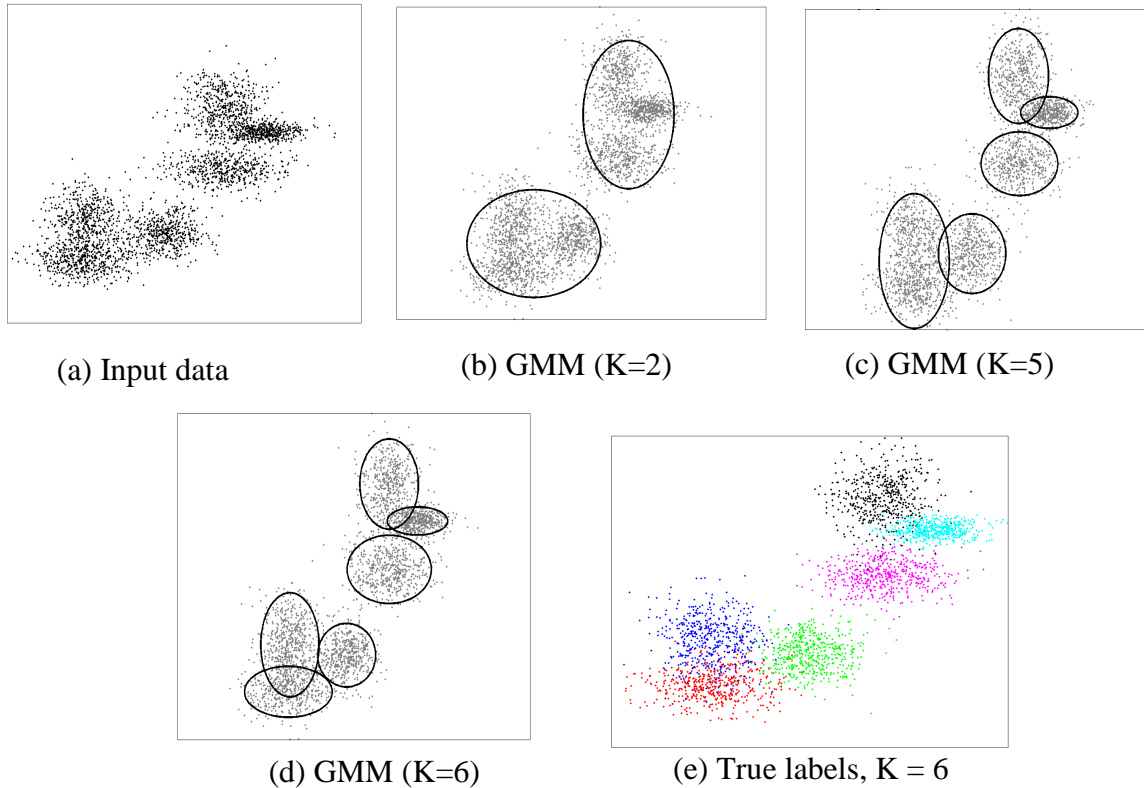 (a) Input data
(b) GMM (K=2)
(c) GMM (K=5)
(d) GMM (K=6)
(e) True labels, K = 6